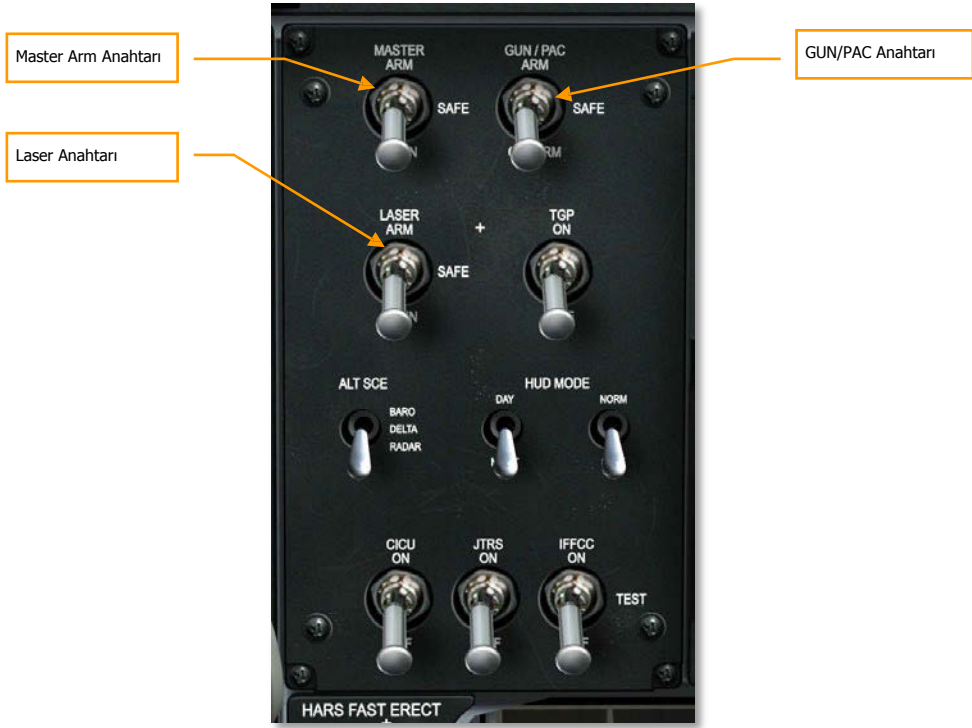 Master Arm Anahtarı
GUN/PAC Anahtarı
Laser Anahtarı
MASTER
ARM
SAFE
GUN / PAC
ARM
SAFE
LASER
ARM
SAFE
TGP
ON
ALT SCE
BARO
DELTA
RADAR
HUD MODE
DAY
NORM
CICU
ON
JTRS
ON
IFFCC
ON
TEST
HARS FAST ERECT